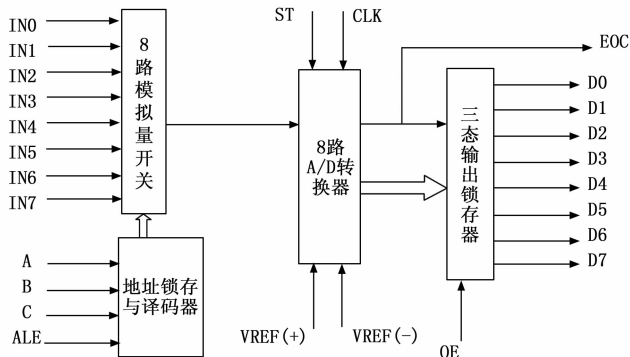 IN0
IN1
IN2
IN3
IN4
IN5
IN6
IN7
8路模拟量开关
A
B
C
ALE
地址锁存
与译码器
ST
CLK
8路
A/D转
换器
VREF(+)
VREF(-)
EOC
三态输出锁存器
OE
D0
D1
D2
D3
D4
D5
D6
D7